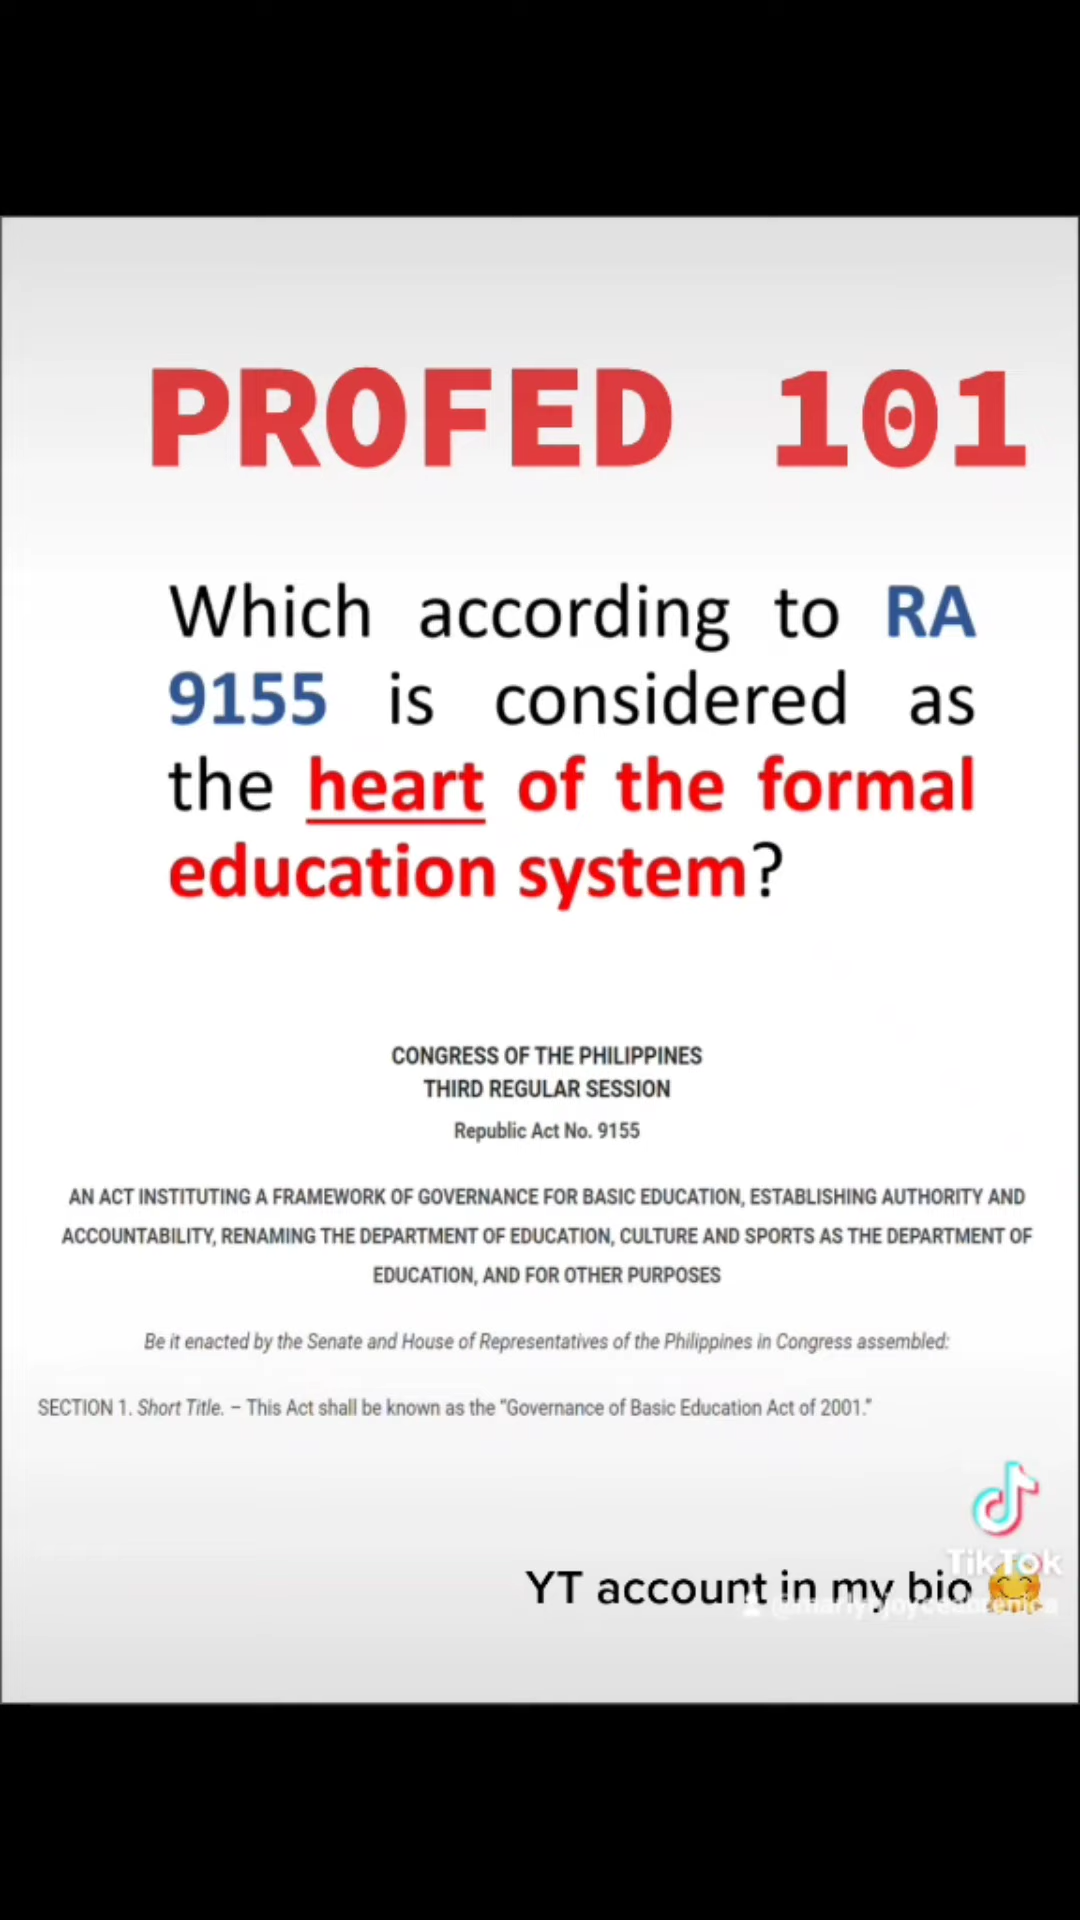 PROFED 101
Which according to RA
9155 is considered as
the heart of the formal
education system?
CONGRESS OF THE PHILIPPINES
THIRD REGULAR SESSION
Republic Act No. 9155
AN ACT INSTITUTING A FRAMEWORK OF GOVERNANCE FOR BASIC EDUCATION, ESTABLISHING AUTHORITY AND
ACCOUNTABILITY, RENAMING THE DEPARTMENT OF EDUCATION, CULTURE AND SPORTS AS THE DEPARTMENT OF
EDUCATION, AND FOR OTHER PURPOSES
Be it enacted by the Senate and House of Representatives of the Philippines in Congress assembled:
SECTION 1. Short Title. – This Act shall be known as the “Governance of Basic Education Act of 2001.”
TikTok
YT account in my bio 🤗